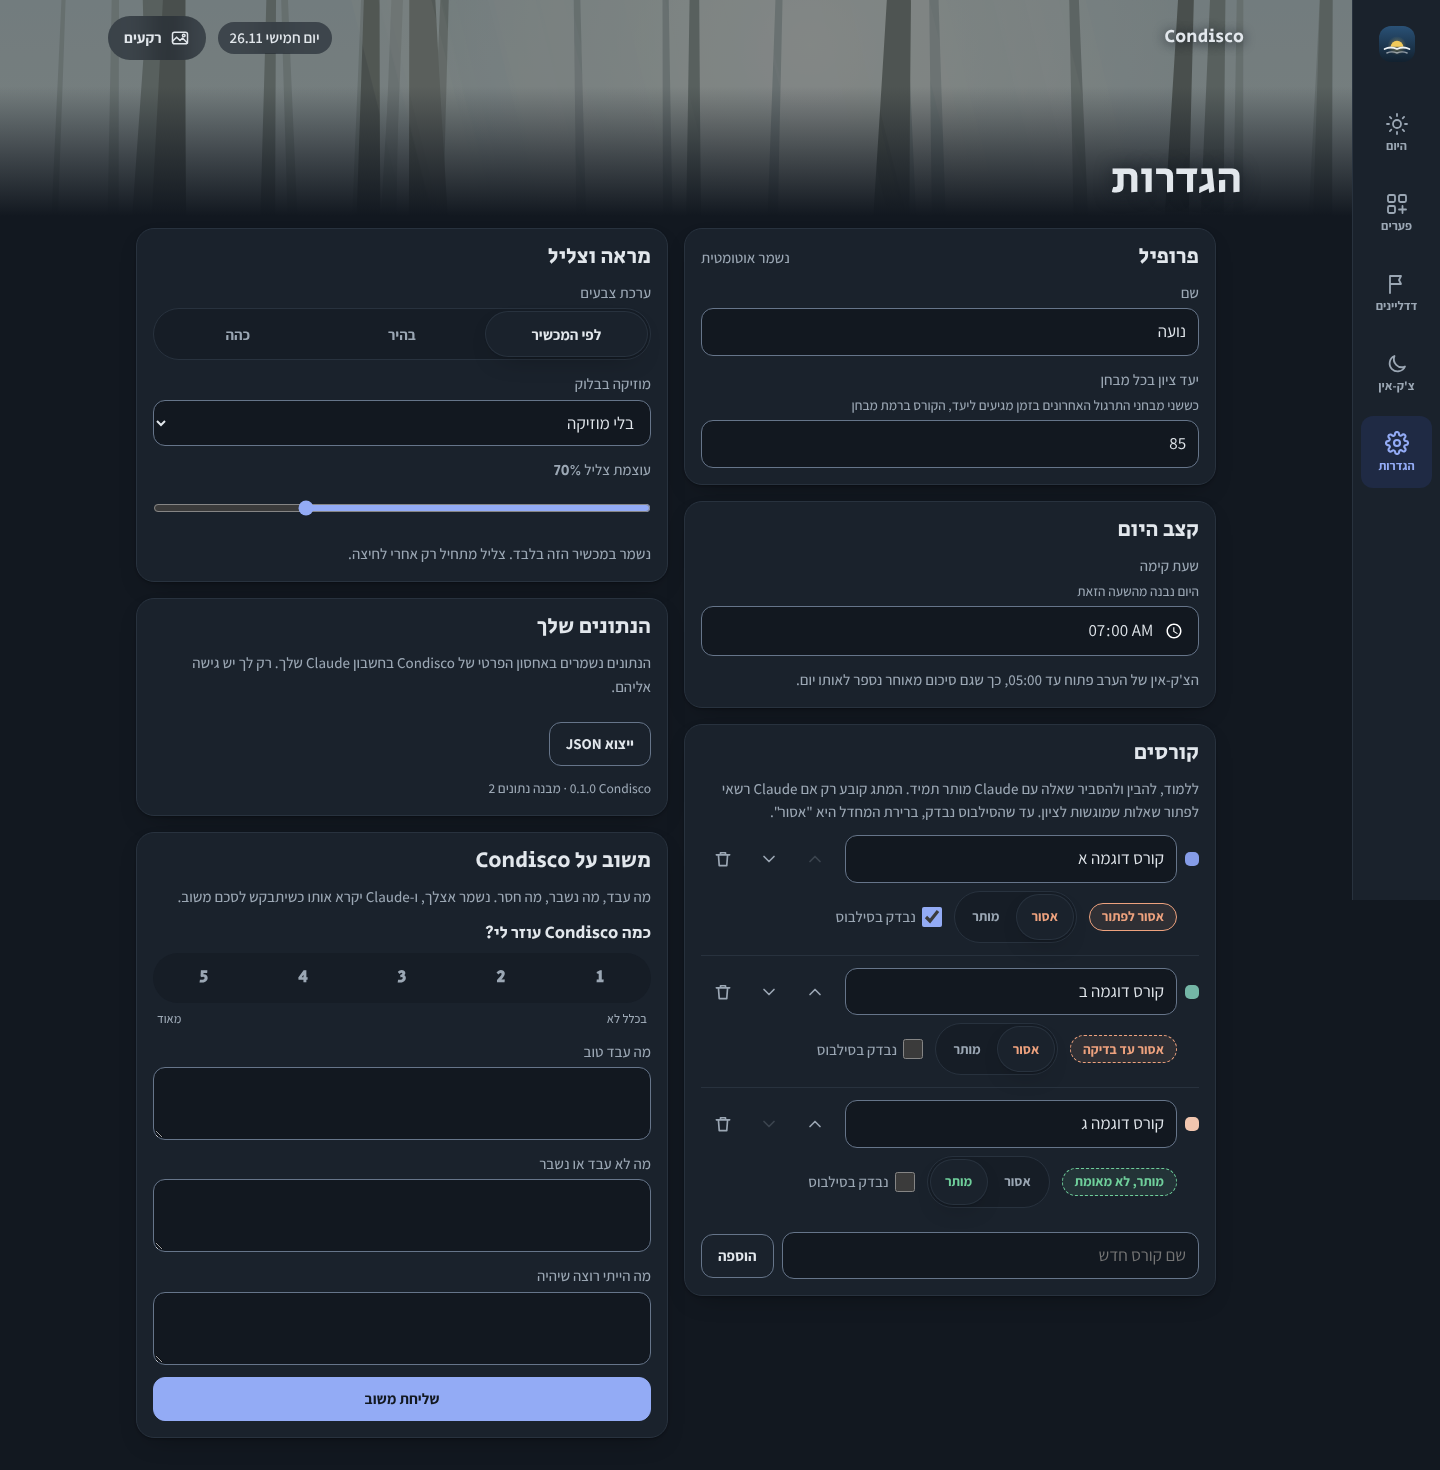 Condisco
יום חמישי 26.11
רקעים
היום
פערים
דדליינים
צ'ק-אין
הגדרות
הגדרות
פרופיל
נשמר אוטומטית
שם
נועה
יעד ציון בכל מבחן
כששני מבחני התרגול האחרונים בזמן מגיעים ליעד, הקורס ברמת מבחן
85
קצב היום
שעת קימה
היום נבנה מהשעה הזאת
07:00 AM
הצ'ק-אין של הערב פתוח עד 05:00, כך שגם סיכום מאוחר נספר לאותו יום.
קורסים
ללמוד, להבין ולהסביר שאלה עם Claude מותר תמיד. המתג קובע רק אם Claude רשאי
לפתור שאלות שמוגשות לציון. עד שהסילבוס נבדק, ברירת המחדל היא "אסור".
קורס דוגמה א
אסור לפתור
אסור
מותר
נבדק בסילבוס
קורס דוגמה ב
אסור עד בדיקה
אסור
מותר
נבדק בסילבוס
קורס דוגמה ג
מותר, לא מאומת
אסור
מותר
נבדק בסילבוס
שם קורס חדש
הוספה
מראה וצליל
ערכת צבעים
לפי המכשיר
בהיר
כהה
מוזיקה בבלוק
בלי מוזיקה
עוצמת צליל 70%
נשמר במכשיר הזה בלבד. צליל מתחיל רק אחרי לחיצה.
הנתונים שלך
הנתונים נשמרים באחסון הפרטי של Condisco בחשבון Claude שלך. רק לך יש גישה
אליהם.
ייצוא JSON
Condisco 0.1.0 · מבנה נתונים 2
משוב על Condisco
מה עבד, מה נשבר, מה חסר. נשמר אצלך, ו-Claude יקרא אותו כשיתבקש לסכם משוב.
כמה Condisco עוזר לי?
1
2
3
4
5
בכלל לא
מאוד
מה עבד טוב
מה לא עבד או נשבר
מה הייתי רוצה שיהיה
שליחת משוב